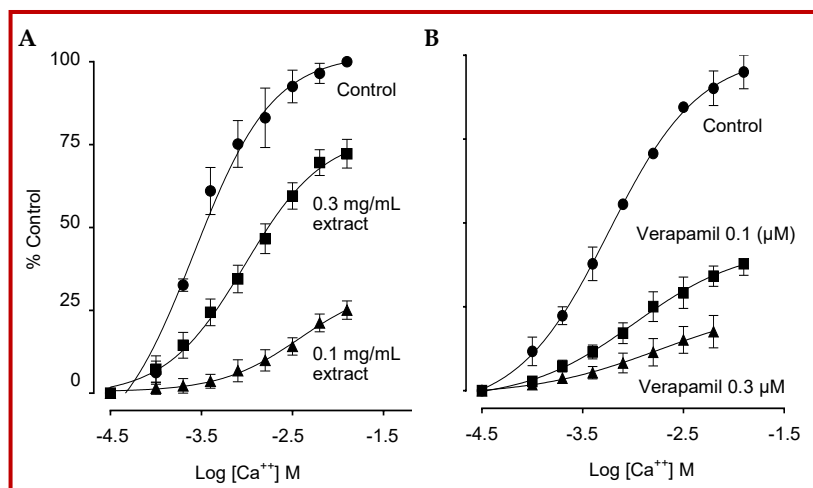 A
B
% Control
100
75
50
25
0
Control
0.3 mg/mL
extract
0.1 mg/mL
extract
-4.5 -3.5 -2.5 -1.5
Log [Ca++] M
Control
Verapamil 0.1 (µM)
Verapamil 0.3 µM
-4.5 -3.5 -2.5 -1.5
Log [Ca++] M